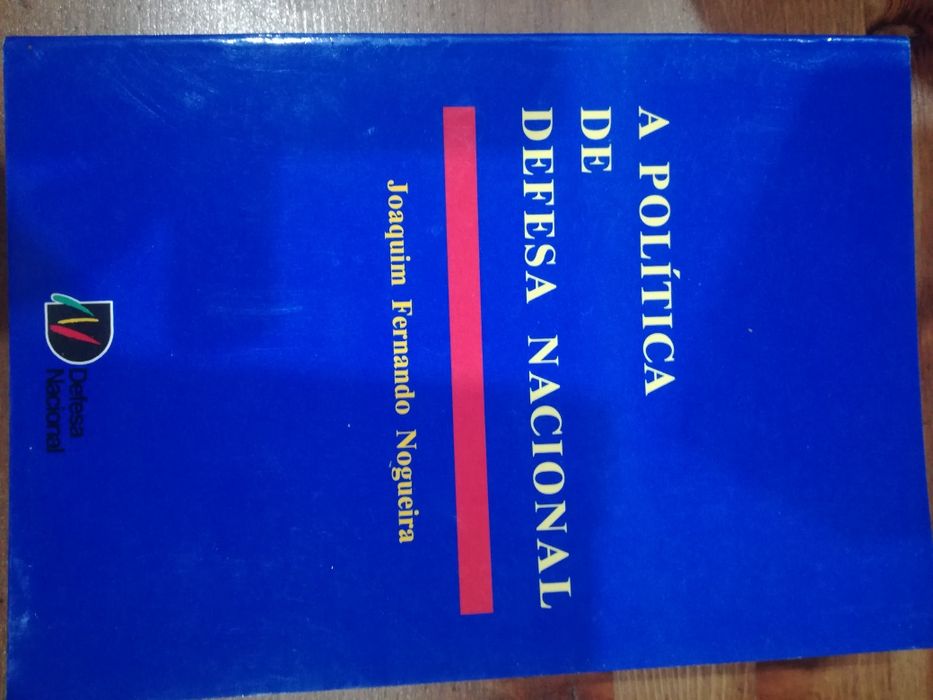 A POLÍTICA
DE
DEFESA NACIONAL
Joaquim Fernando Nogueira
Defesa
Nacional